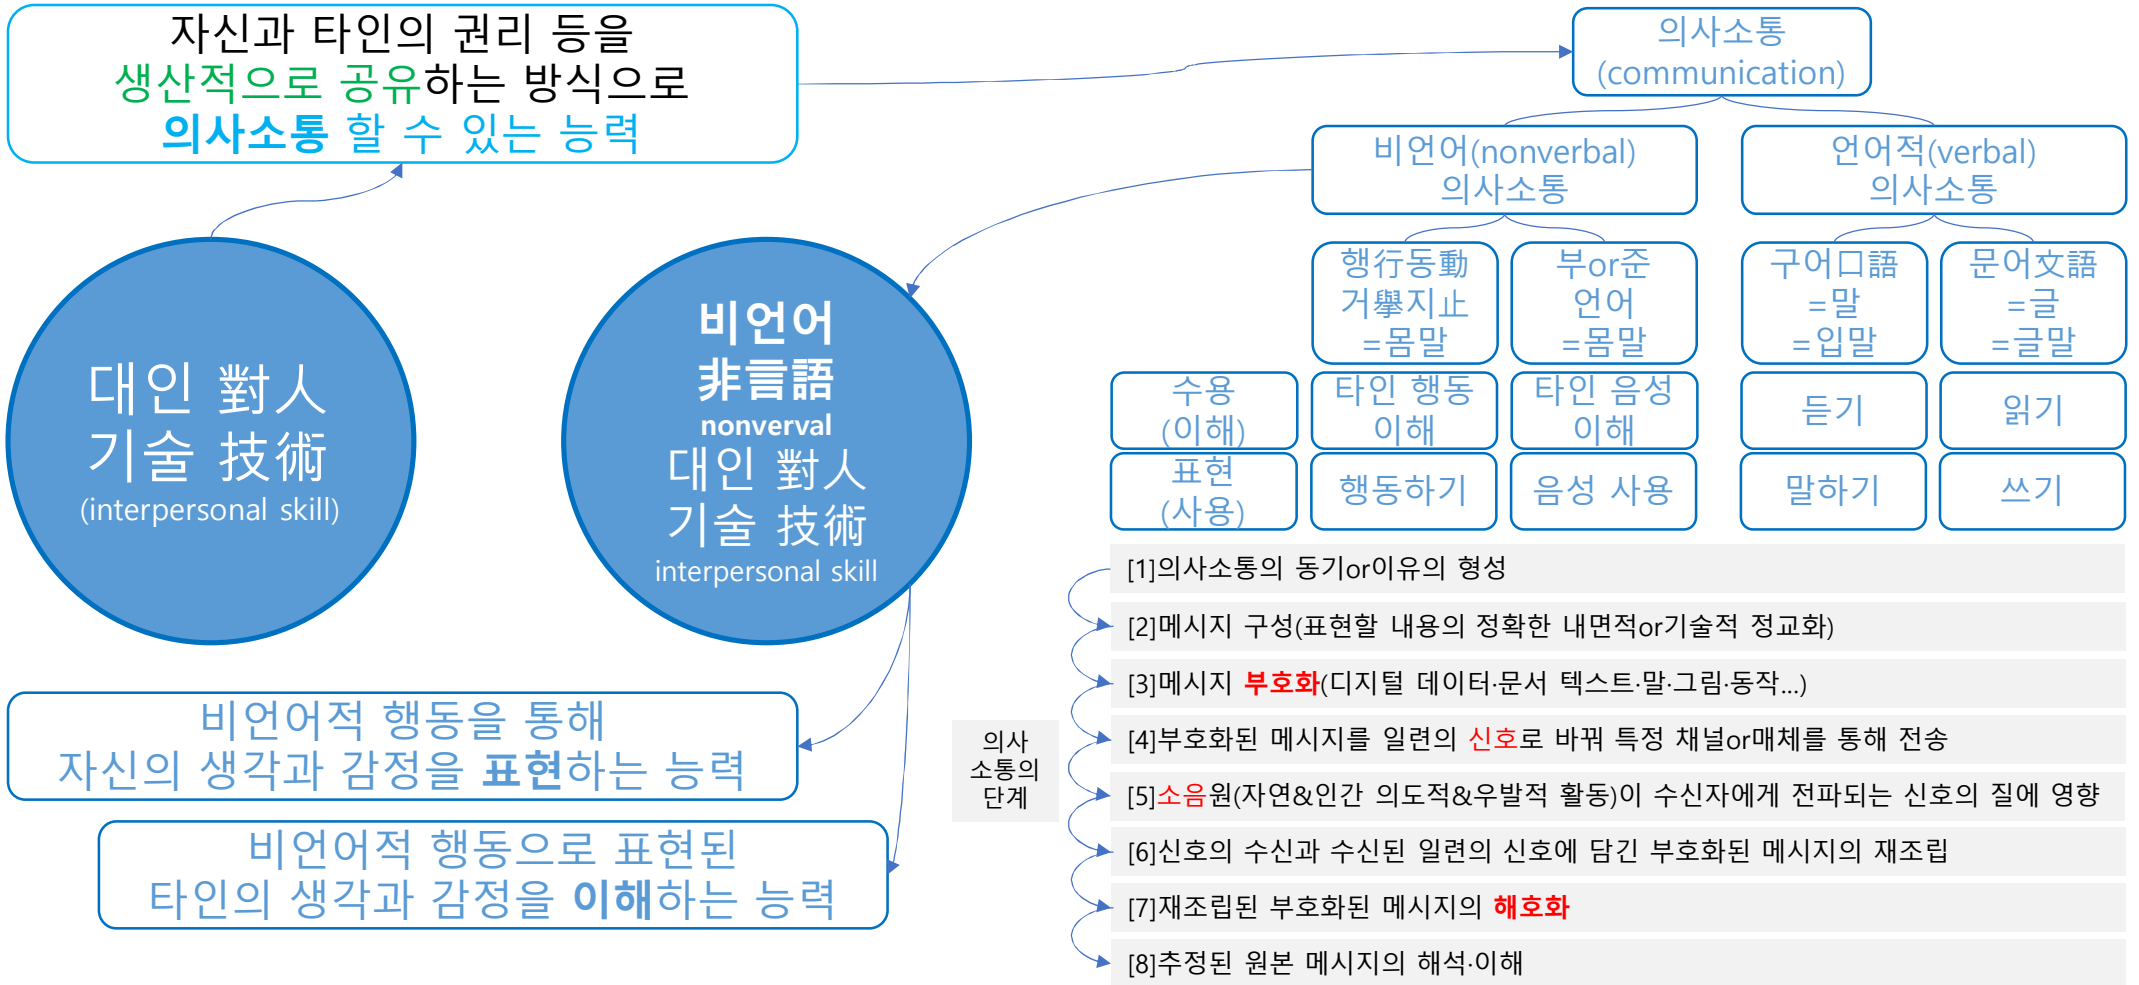 자신과 타인의 권리 등을
생산적으로 공유하는 방식으로
의사소통 할 수 있는 능력
대인 對人
기술 技術
(interpersonal skill)
비언어
非言語
nonverval
대인 對人
기술 技術
interpersonal skill
비언어적 행동을 통해
자신의 생각과 감정을 표현하는 능력
비언어적 행동으로 표현된
타인의 생각과 감정을 이해하는 능력
의사소통
(communication)
비언어(nonverbal)
의사소통
언어적(verbal)
의사소통
행行동動
거擧지止
=몸말
부or준
언어
=몸말
구어口語
=말
=입말
문어文語
=글
=글말
수용
(이해)
타인 행동
이해
타인 음성
이해
듣기
읽기
표현
(사용)
행동하기
음성 사용
말하기
쓰기
의사
소통의
단계
[1]의사소통의 동기or이유의 형성
[2]메시지 구성(표현할 내용의 정확한 내면적or기술적 정교화)
[3]메시지 부호화(디지털 데이터·문서 텍스트·말·그림·동작...)
[4]부호화된 메시지를 일련의 신호로 바꿔 특정 채널or매체를 통해 전송
[5]소음원(자연&인간 의도적&우발적 활동)이 수신자에게 전파되는 신호의 질에 영향
[6]신호의 수신과 수신된 일련의 신호에 담긴 부호화된 메시지의 재조립
[7]재조립된 부호화된 메시지의 해호화
[8]추정된 원본 메시지의 해석·이해